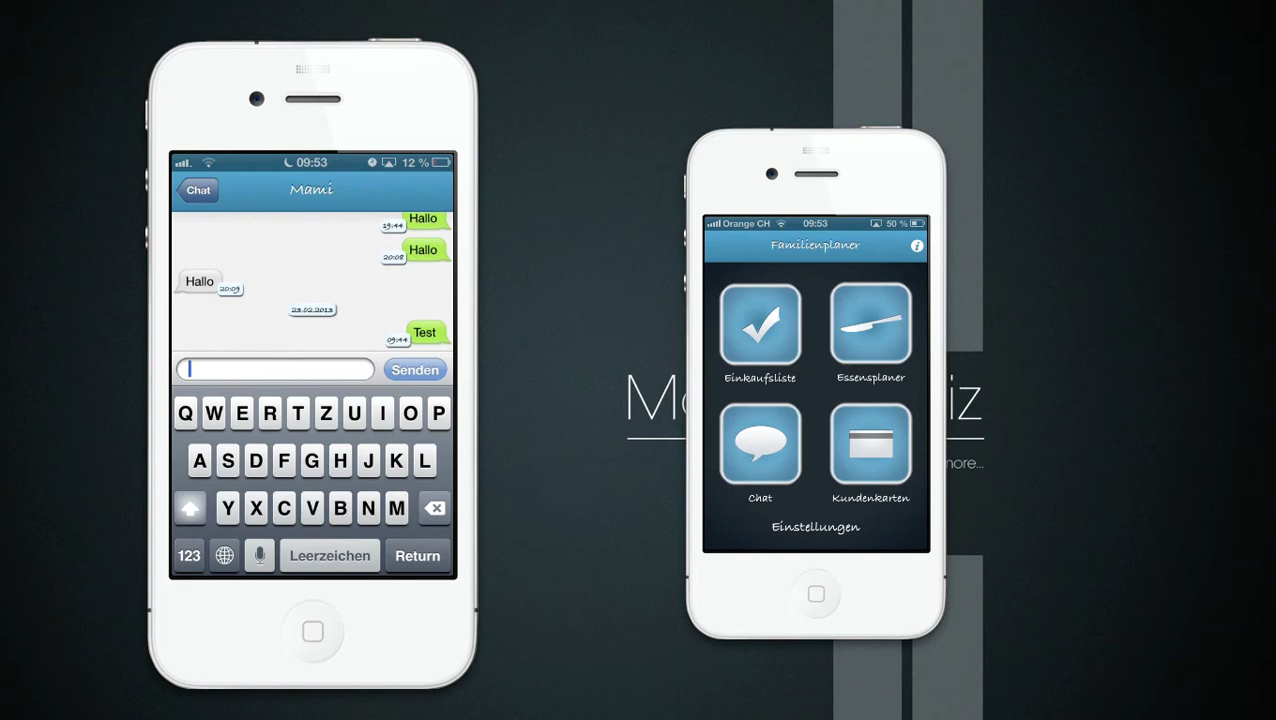 09:53
12 %
Chat
Mami
Hallo
19:44
Hallo
20:08
Hallo
20:09
23.02.2013
Test
09:44
Senden
Q W E R T Z U I O P
A S D F G H J K L
Y X C V B N M
123
Leerzeichen
Return
Orange CH
09:53
50 %
Familienplaner
i
Einkaufsliste
Essensplaner
Chat
Kundenkarten
Einstellungen
more...